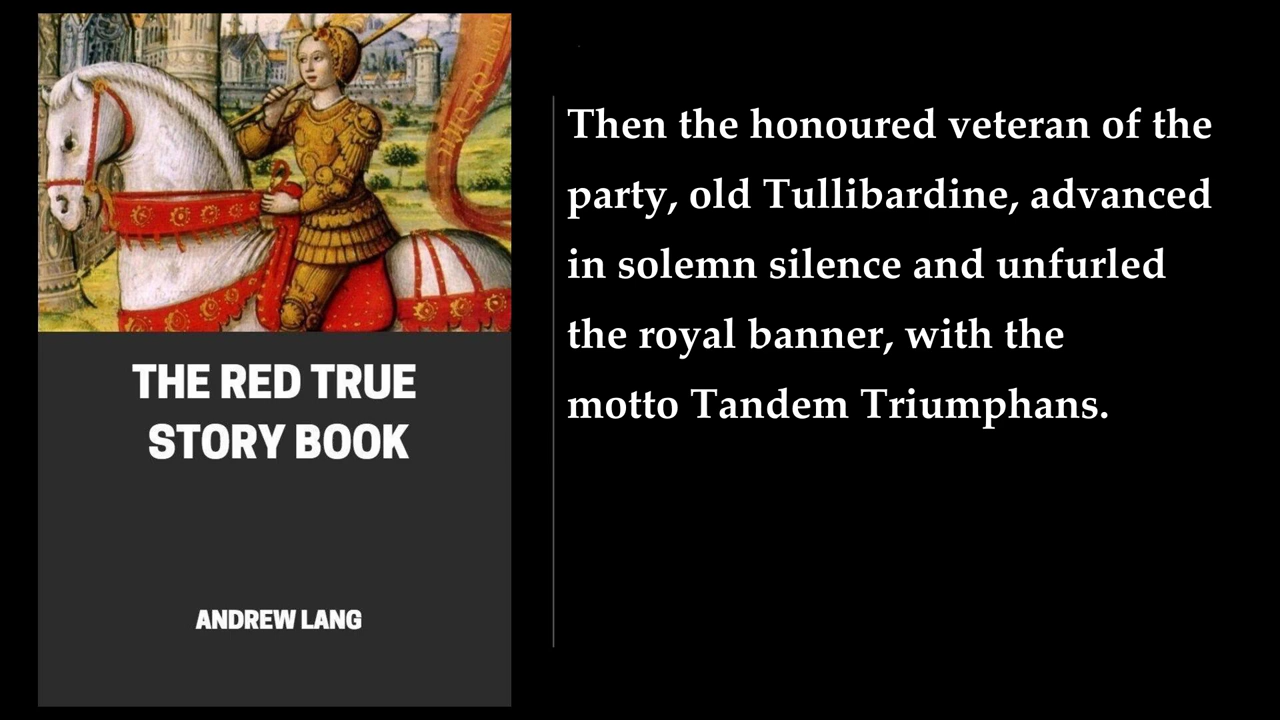 THE RED TRUE
STORY BOOK
ANDREW LANG
Then the honoured veteran of the
party, old Tullibardine, advanced
in solemn silence and unfurled
the royal banner, with the
motto Tandem Triumphans.